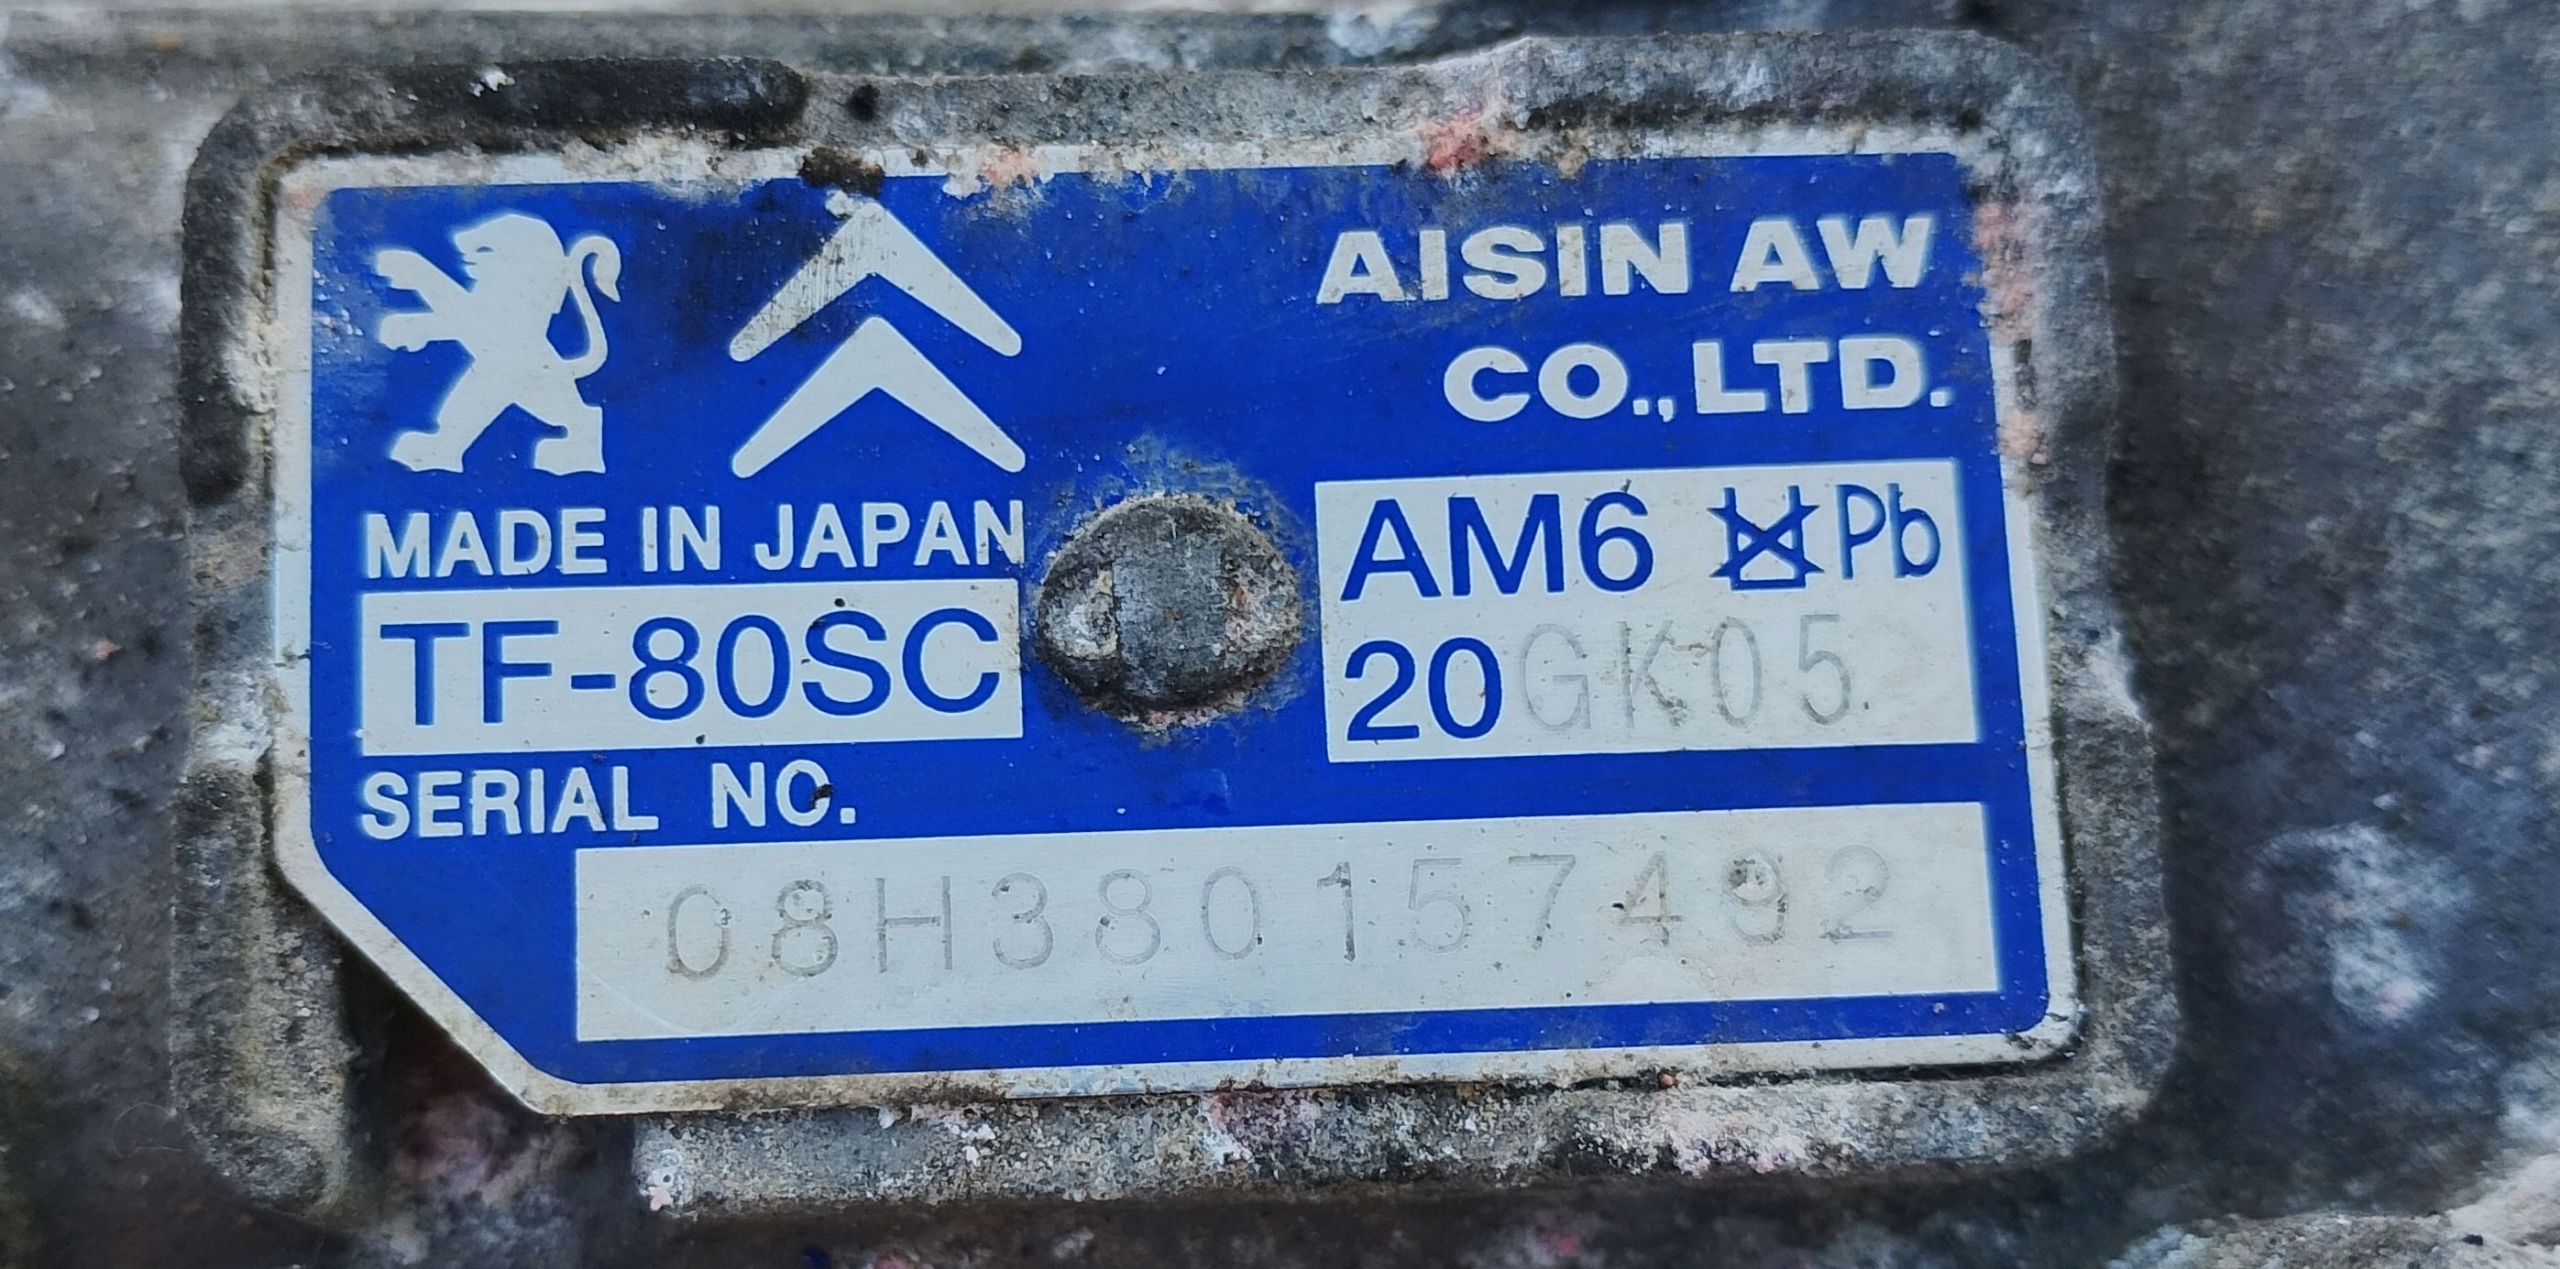 AISIN AW
CO.,LTD.
MADE IN JAPAN
TF-80SC
AM6 Pb
20GK05
SERIAL NO.
08H380157492